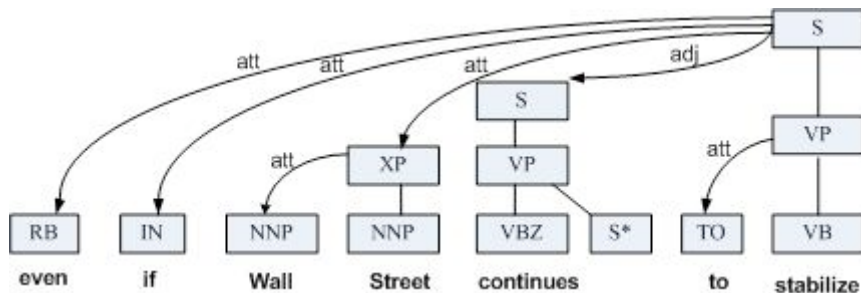 S
att
att
att
adj
S
att
XP
VP
att
VP
RB
IN
NNP
NNP
VBZ
S*
TO
VB
even if Wall Street continues to stabilize